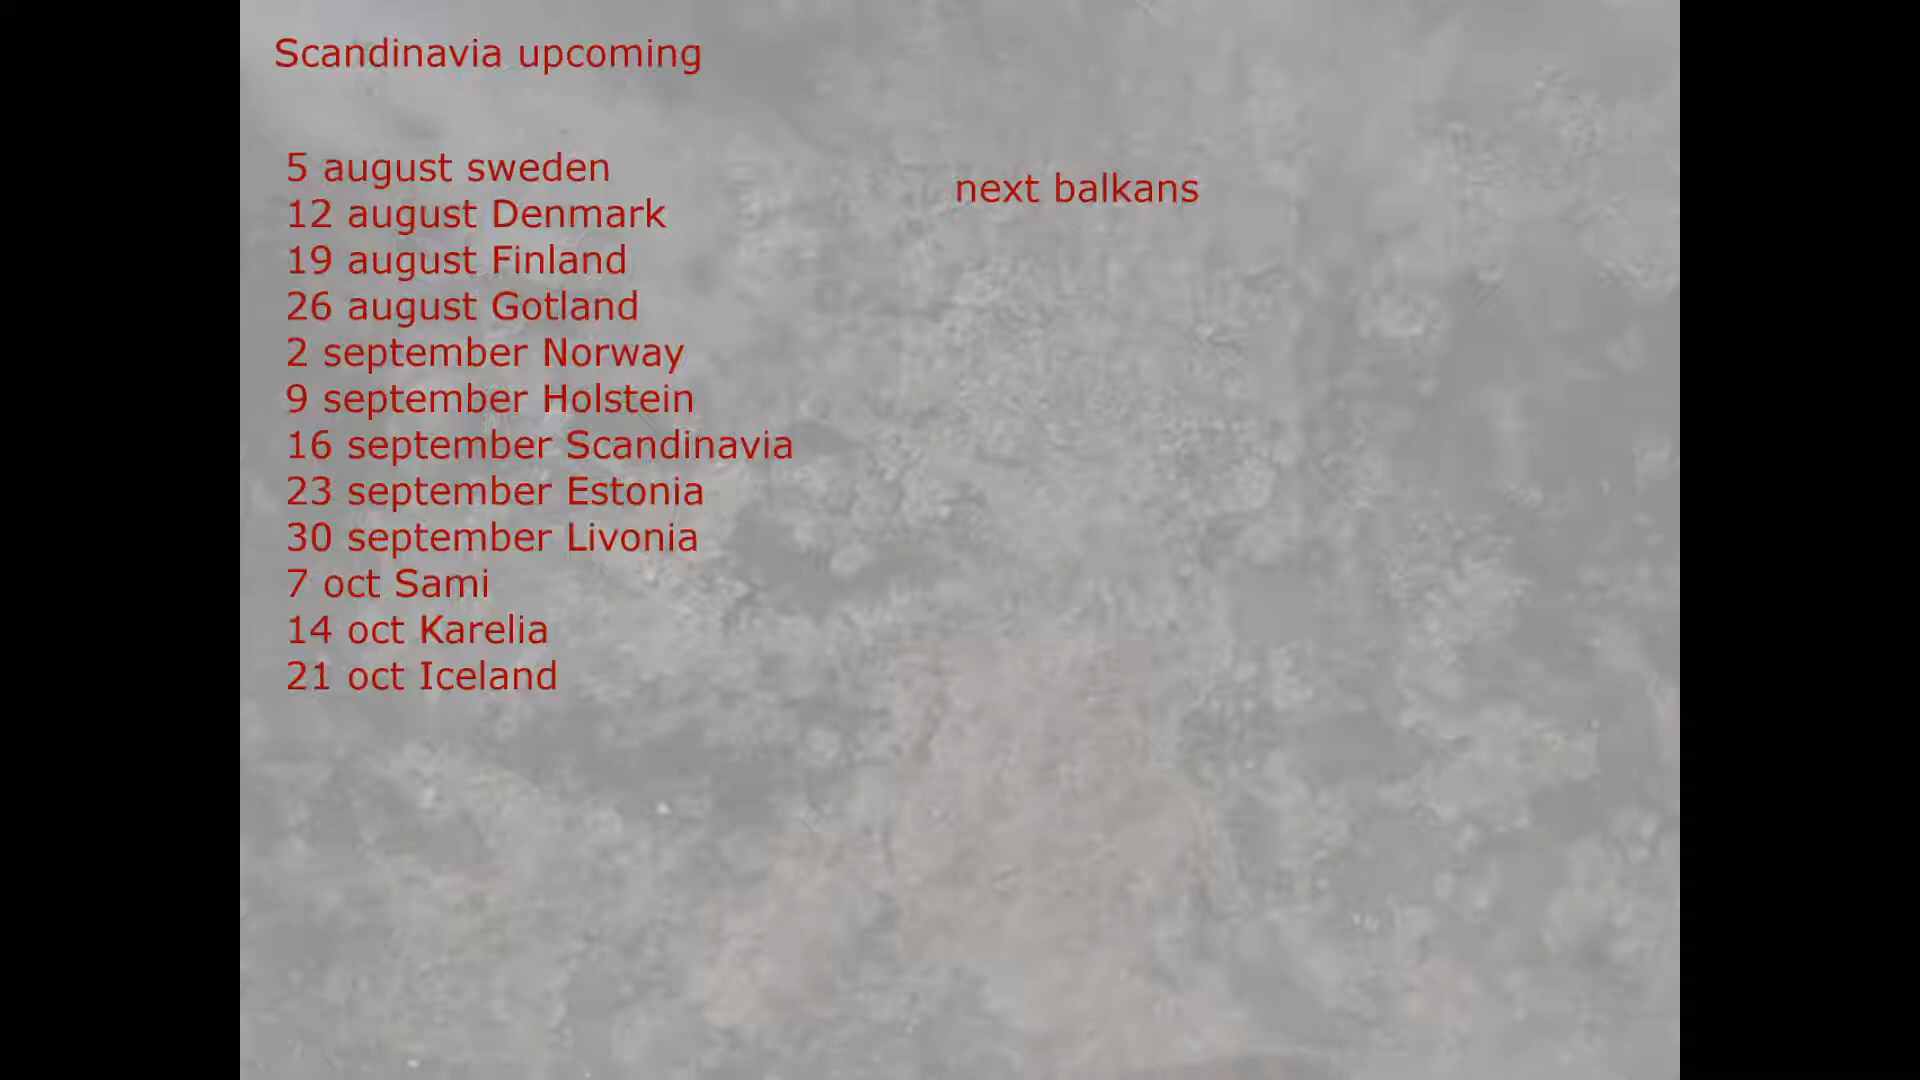 Scandinavia upcoming
5 august sweden
12 august Denmark
19 august Finland
26 august Gotland
2 september Norway
9 september Holstein
16 september Scandinavia
23 september Estonia
30 september Livonia
7 oct Sami
14 oct Karelia
21 oct Iceland
next balkans